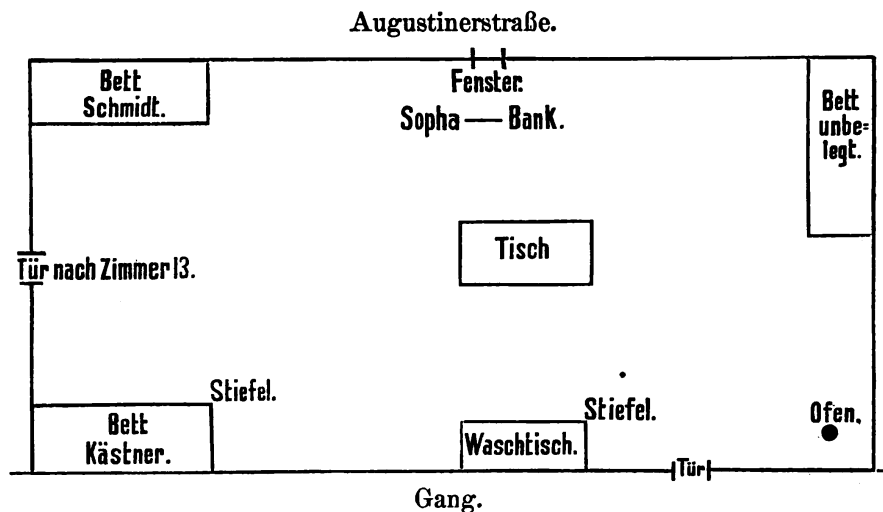 Augustinerstraße.
Bett
Schmidt.
Fenster.
Sopha — Bank.
Bett
unbe=
legt.
Tisch
Tür nach Zimmer 13.
Stiefel.
Bett
Kästner.
Stiefel.
Waschtisch.
Ofen.
Tür
Gang.